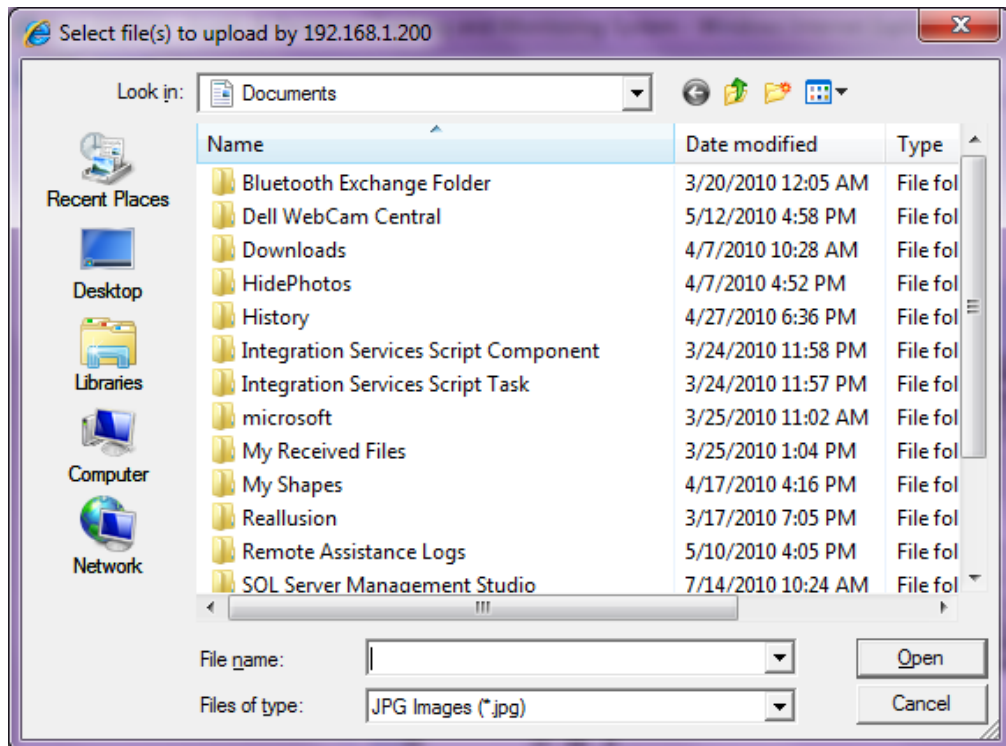 Select file(s) to upload by 192.168.1.200
Look in: Documents
Name Date modified Type
Bluetooth Exchange Folder 3/20/2010 12:05 AM File fol
Dell WebCam Central 5/12/2010 4:58 PM File fol
Downloads 4/7/2010 10:28 AM File fol
HidePhotos 4/7/2010 4:52 PM File fol
History 4/27/2010 6:36 PM File fol
Integration Services Script Component 3/24/2010 11:58 PM File fol
Integration Services Script Task 3/24/2010 11:57 PM File fol
microsoft 3/25/2010 11:02 AM File fol
My Received Files 3/25/2010 1:04 PM File fol
My Shapes 4/17/2010 4:16 PM File fol
Reallusion 3/17/2010 7:05 PM File fol
Remote Assistance Logs 5/10/2010 4:05 PM File fol
SQL Server Management Studio 7/14/2010 10:24 AM File fol
Recent Places
Desktop
Libraries
Computer
Network
File name: Open
Files of type: JPG Images (*.jpg) Cancel